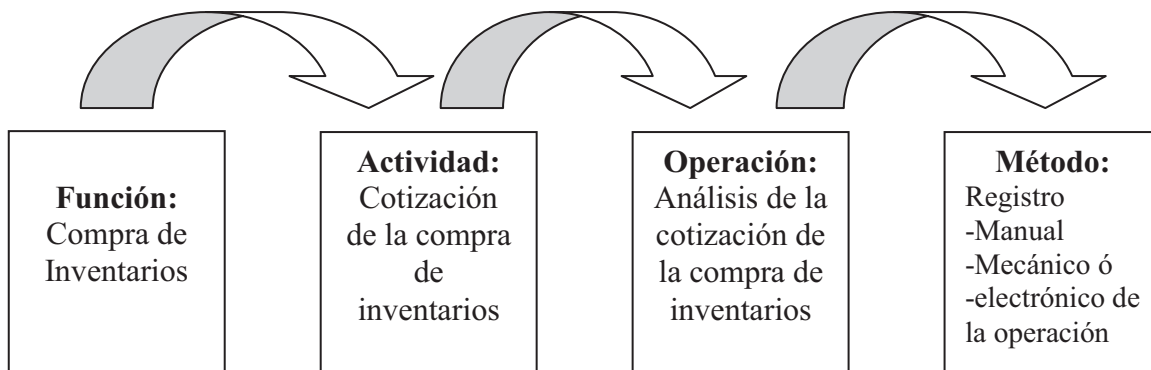 Función:
Compra de
Inventarios
Actividad:
Cotización
de la compra
de
inventarios
Operación:
Análisis de la
cotización de
la compra de
inventarios
Método:
Registro
-Manual
-Mecánico ó
-electrónico de
la operación